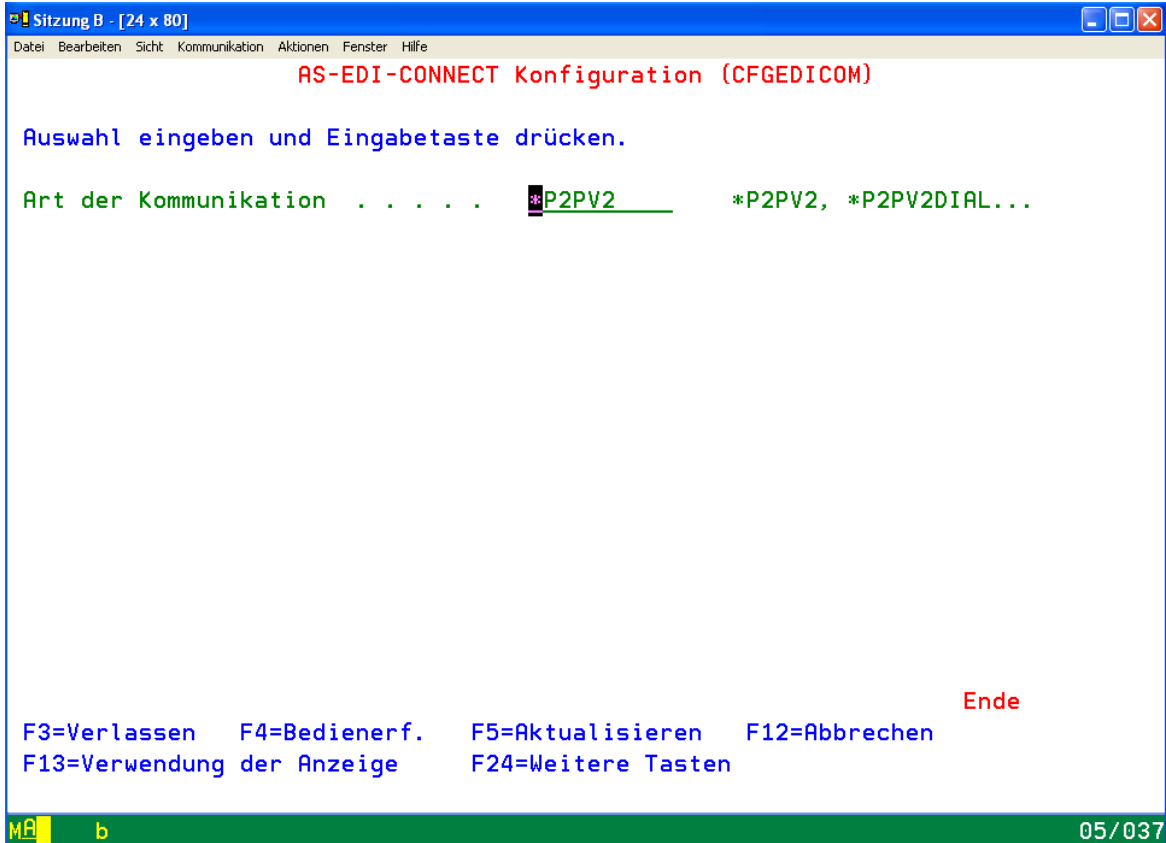 Sitzung B - [24 x 80]
Datei Bearbeiten Sicht Kommunikation Aktionen Fenster Hilfe
AS-EDI-CONNECT Konfiguration (CFGEDICOM)
Auswahl eingeben und Eingabetaste drücken.
Art der Kommunikation . . . . . *P2PV2 *P2PV2, *P2PV2DIAL...
Ende
F3=Verlassen F4=Bedienerf. F5=Aktualisieren F12=Abbrechen
F13=Verwendung der Anzeige F24=Weitere Tasten
MA b 05/037